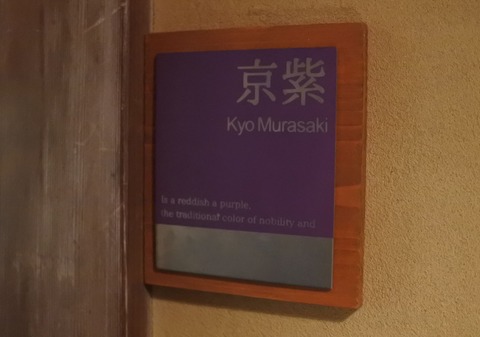 京紫
Kyo Murasaki
Is a reddish a purple,
the traditional color of nobility and